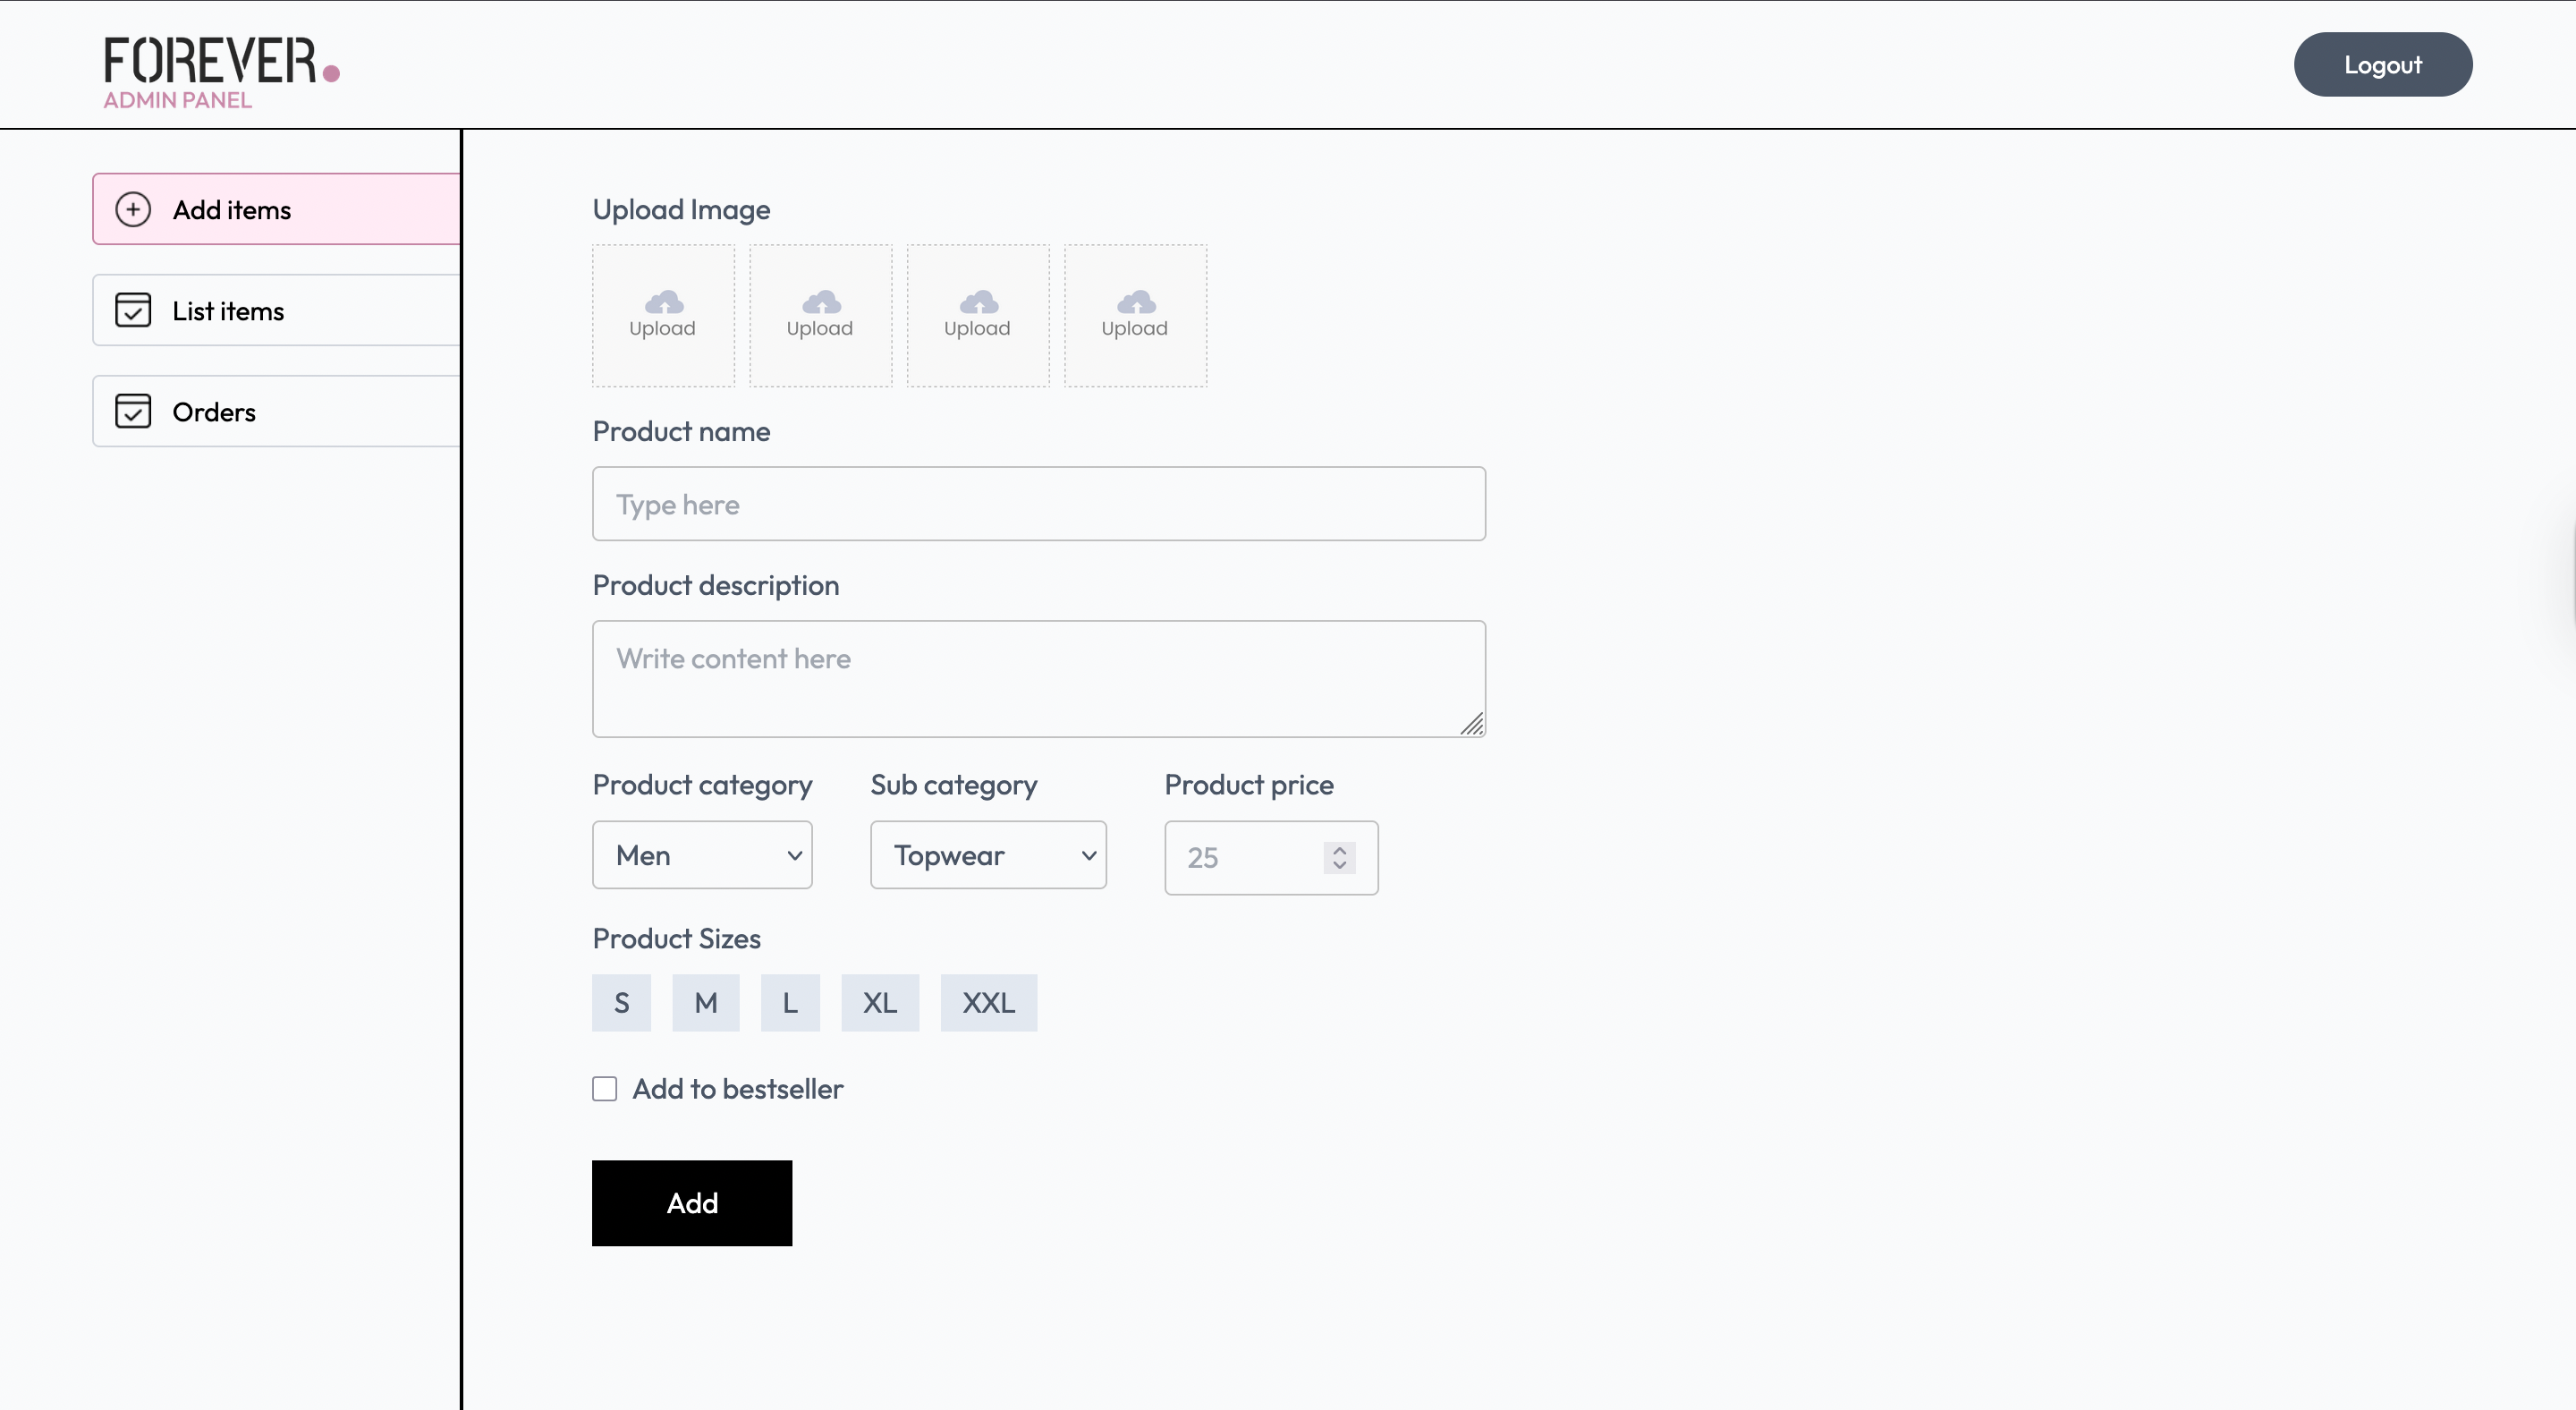 FOREVER.
ADMIN PANEL
Logout
Add items
List items
Orders
Upload Image
Upload Upload Upload Upload
Product name
Type here
Product description
Write content here
Product category Sub category Product price
Men Topwear 25
Product Sizes
S M L XL XXL
Add to bestseller
Add